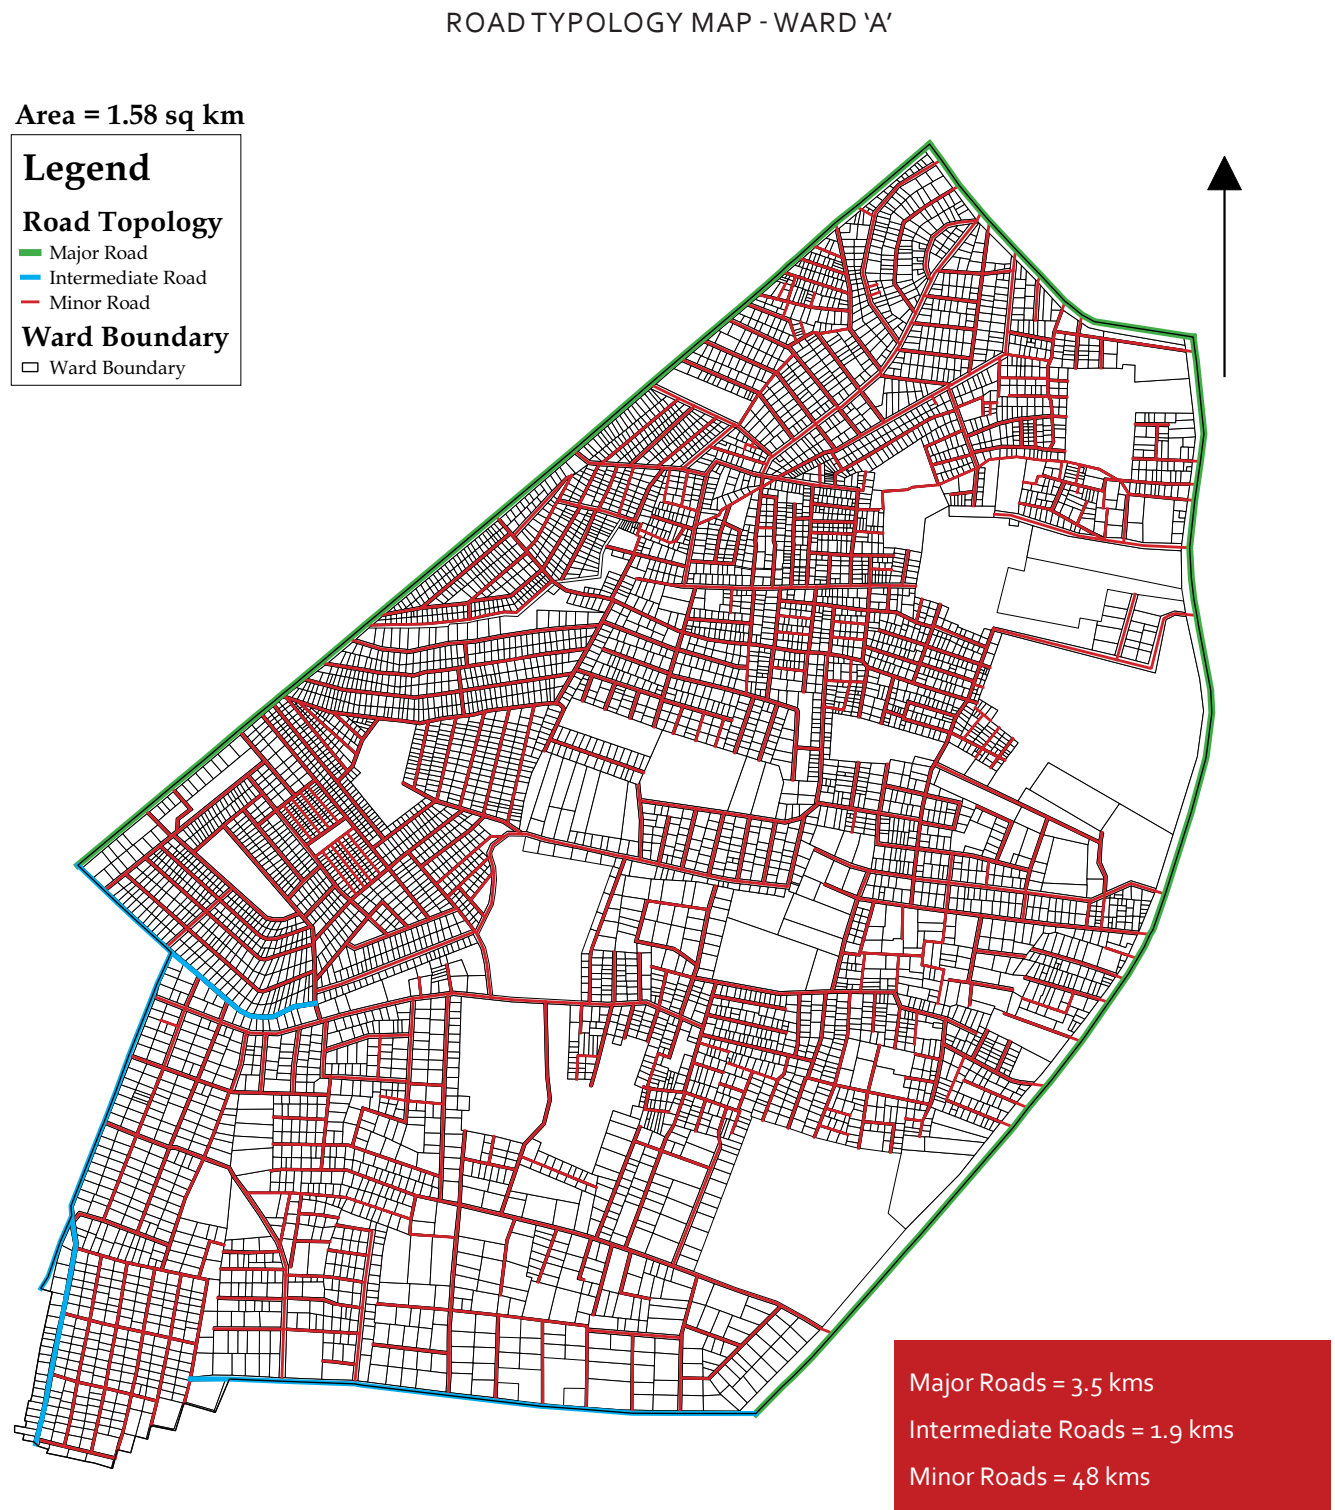 ROAD TYPOLOGY MAP - WARD ‘A’
Area = 1.58 sq km
Legend
Road Topology
Major Road
Intermediate Road
Minor Road
Ward Boundary
Ward Boundary
Major Roads = 3.5 kms
Intermediate Roads = 1.9 kms
Minor Roads = 48 kms